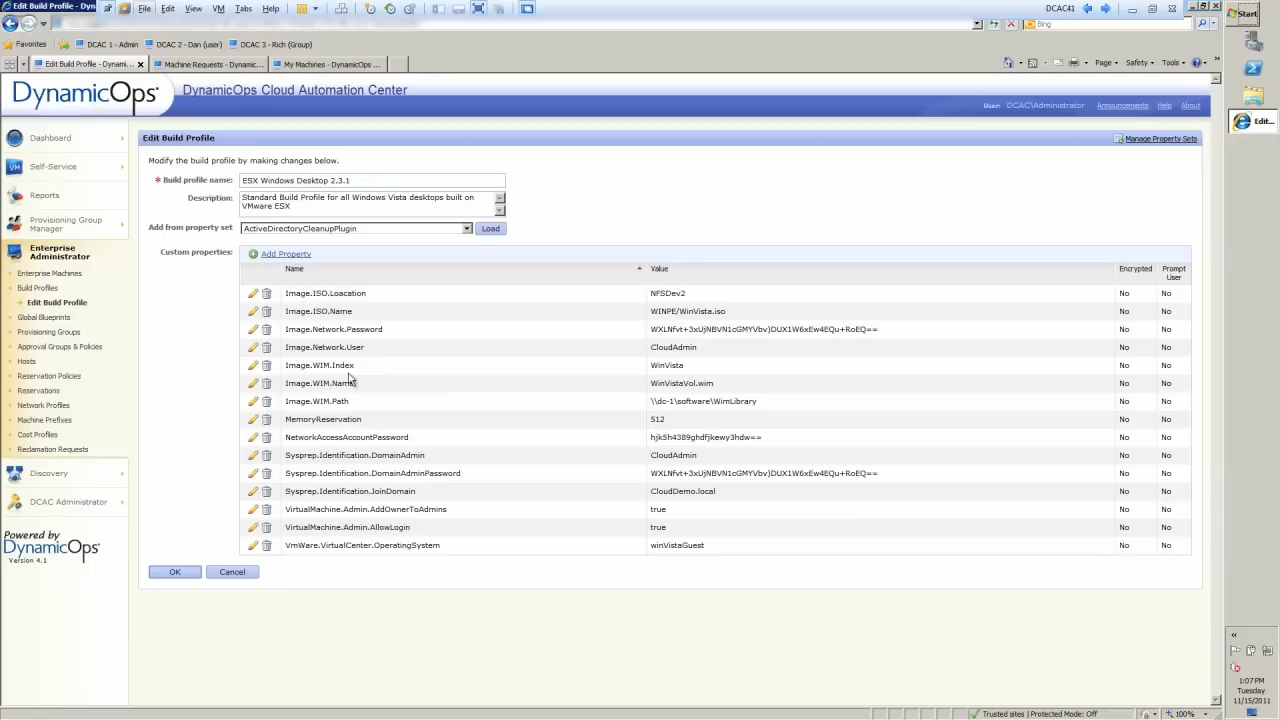 Edit Build Profile - Dynamic
File Edit View VM Tabs Help
DCAC41
Start
Bing
Favorites DCAC 1 - Admin DCAC 2 - Dan (user) DCAC 3 - Rich (Group)
Edit Build Profile - Dynami... Machine Requests - Dynamic... My Machines - DynamicOps ...
Page Safety Tools
DynamicOps DynamicOps Cloud Automation Center
User: DCAC\Administrator Announcements Help About
Edit...
Dashboard
Self-Service
Reports
Provisioning Group
Manager
Enterprise
Administrator
Enterprise Machines
Build Profiles
Edit Build Profile
Global Blueprints
Provisioning Groups
Approval Groups & Policies
Hosts
Reservation Policies
Reservations
Network Profiles
Machine Prefixes
Cost Profiles
Reclamation Requests
Discovery
DCAC Administrator
Powered by
DynamicOps
Version 4.1
Edit Build Profile Manage Property Sets
Modify the build profile by making changes below.
* Build profile name: ESX Windows Desktop 2.3.1
Description: Standard Build Profile for all Windows Vista desktops built on
VMware ESX
Add from property set ActiveDirectoryCleanupPlugin Load
Custom properties: Add Property
Name Value Encrypted Prompt
User
Image.ISO.Loacation NFSDev2 No No
Image.ISO.Name WINPE/WinVista.iso No No
Image.Network.Password WXLNfvt+3xUjNBVN1cGMYVbv)DUX1W6xEw4EQu+RoEQ== No No
Image.Network.User CloudAdmin No No
Image.WIM.Index WinVista No No
Image.WIM.Name WinVistaVol.wim No No
Image.WIM.Path \\dc-1\software\WimLibrary No No
MemoryReservation 512 No No
NetworkAccessAccountPassword hjk5h4389ghdfjkewy3hdw== No No
Sysprep.Identification.DomainAdmin CloudAdmin No No
Sysprep.Identification.DomainAdminPassword WXLNfvt+3xUjNBVN1cGMYVbv)DUX1W6xEw4EQu+RoEQ== No No
Sysprep.Identification.JoinDomain CloudDemo.local No No
VirtualMachine.Admin.AddOwnerToAdmins true No No
VirtualMachine.Admin.AllowLogin true No No
VmWare.VirtualCenter.OperatingSystem winVistaGuest No No
OK Cancel
1:07 PM
Tuesday
11/15/2011
Trusted sites | Protected Mode: Off 100%